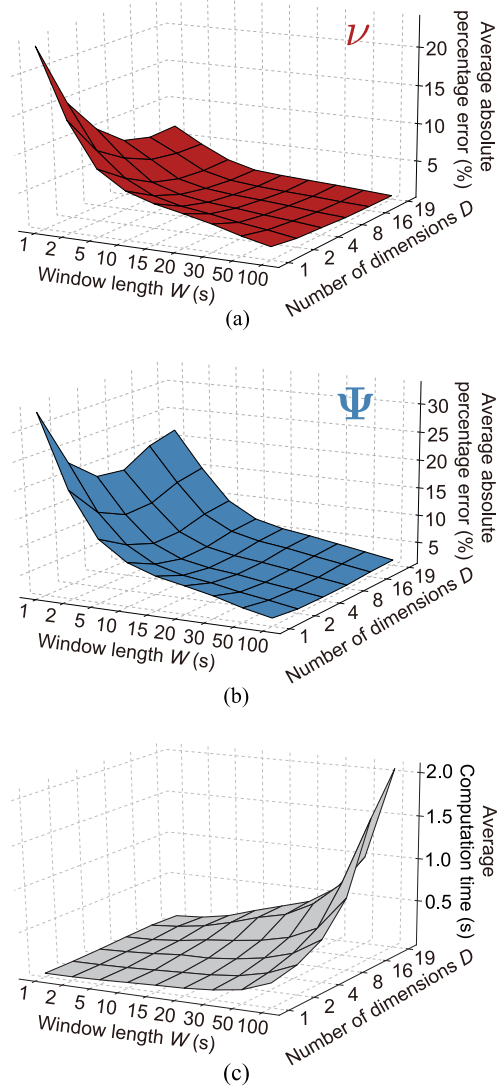 ν
Average absolute
percentage error (%)
20
15
10
5
1 2 5 10 15 20 30 50 100
Window length W (s)
1 2 4 8 16 19
Number of dimensions D
(a)
Ψ
Average absolute
percentage error (%)
30
25
20
15
10
5
1 2 5 10 15 20 30 50 100
Window length W (s)
1 2 4 8 16 19
Number of dimensions D
(b)
Average
Computation time (s)
2.0
1.5
1.0
0.5
1 2 5 10 15 20 30 50 100
Window length W (s)
1 2 4 8 16 19
Number of dimensions D
(c)